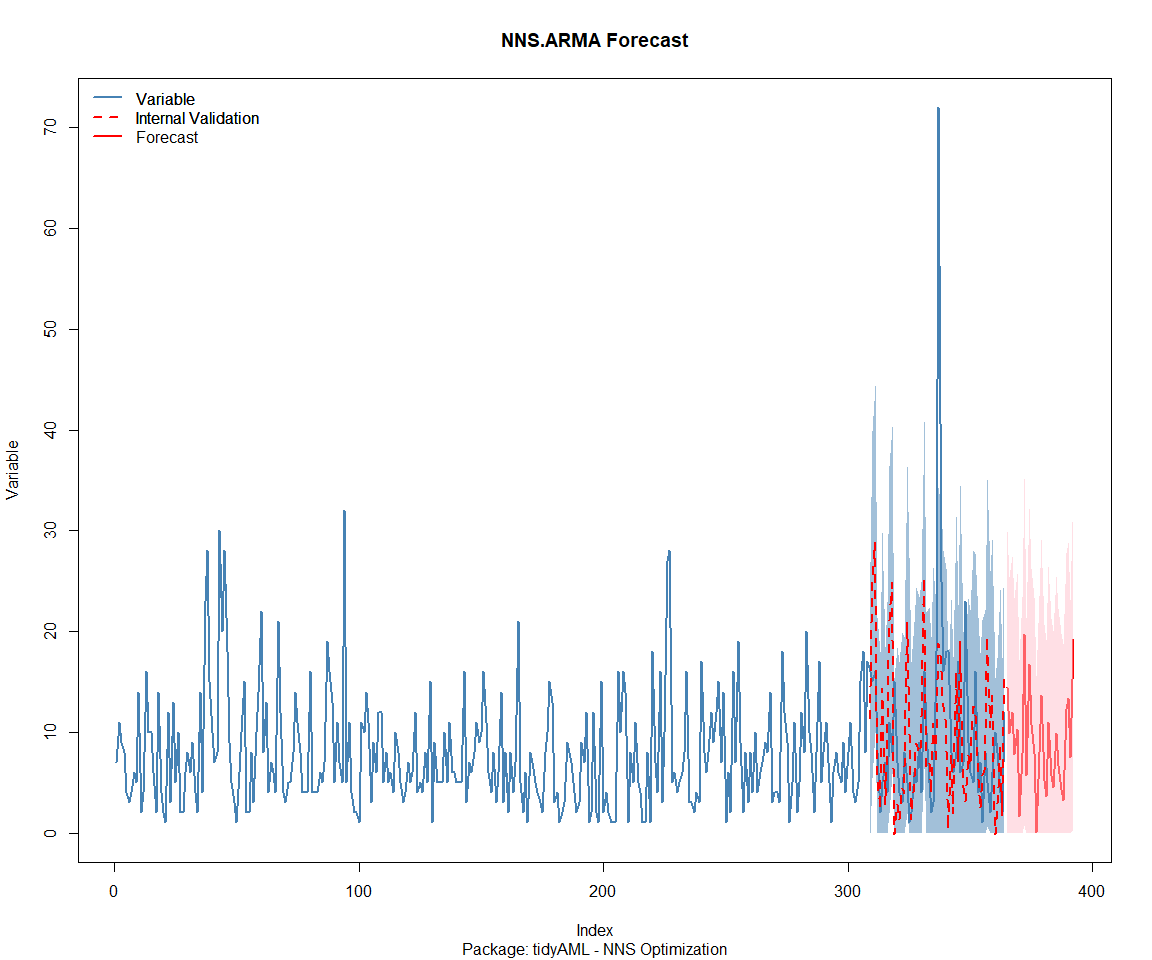 NNS.ARMA Forecast
Variable
Internal Validation
Forecast
Variable
70
60
50
40
30
20
10
0
0 100 200 300 400
Index
Package: tidyAML - NNS Optimization